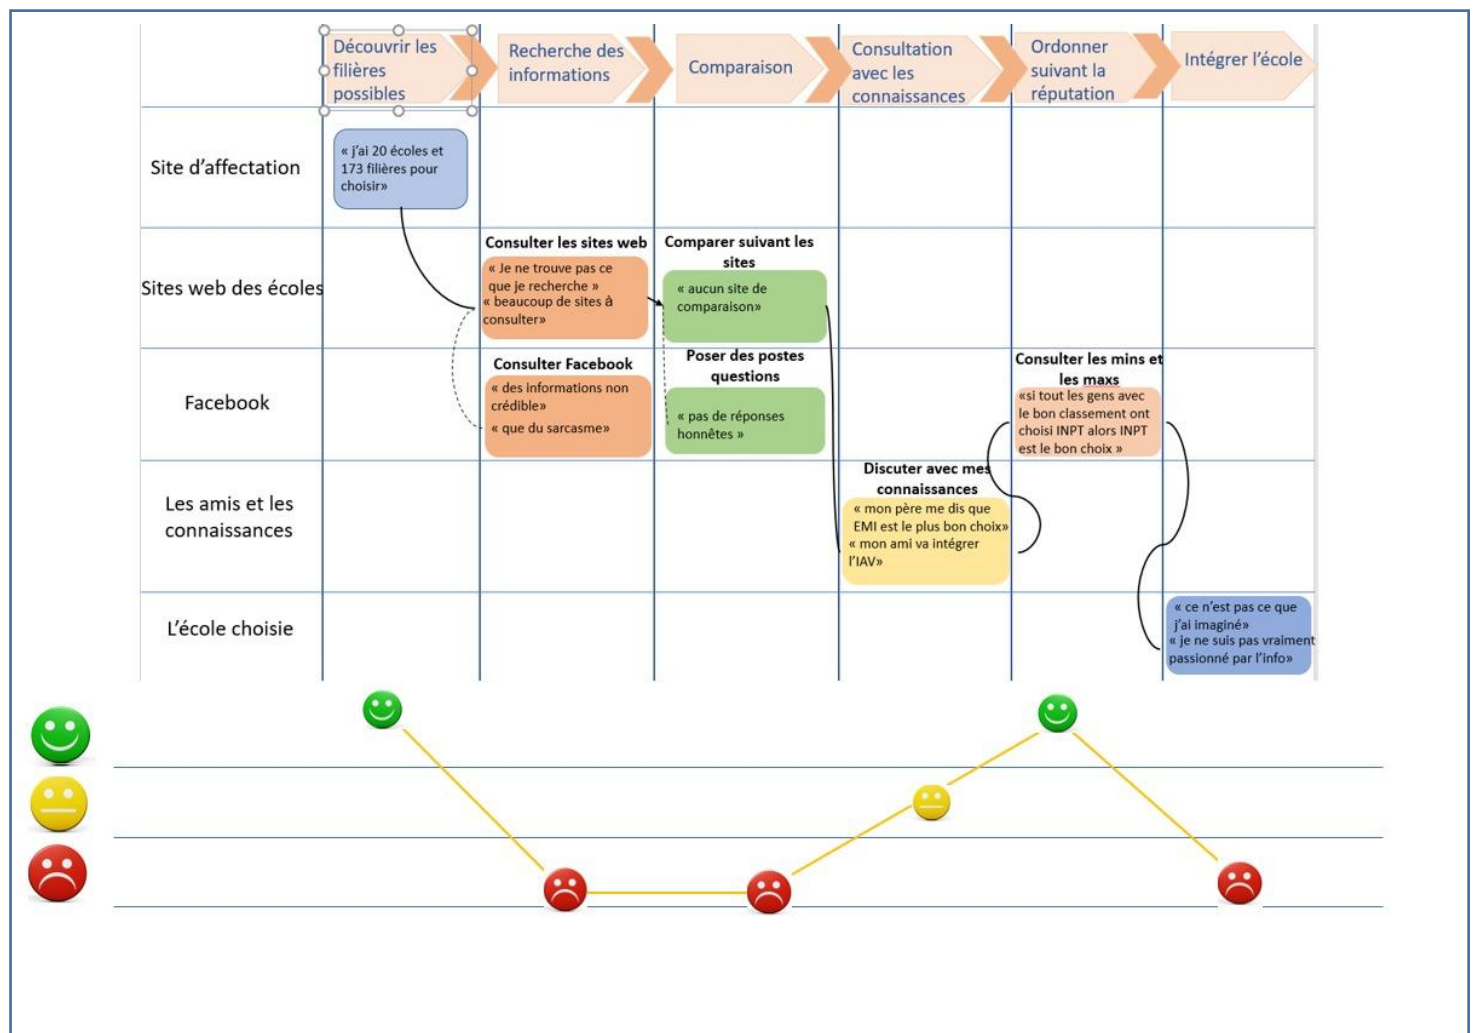 Découvrir les
filières
possibles
Recherche des
informations
Comparaison
Consultation
avec les
connaissances
Ordonner
suivant la
réputation
Intégrer l'école
Site d'affectation
« j'ai 20 écoles et
173 filières pour
choisir»
Sites web des écoles
Consulter les sites web
« Je ne trouve pas ce
que je recherche »
« beaucoup de sites à
consulter»
Comparer suivant les
sites
« aucun site de
comparaison»
Facebook
Consulter Facebook
« des informations non
crédible»
« que du sarcasme»
Poser des postes
questions
« pas de réponses
honnêtes »
Consulter les mins et
les maxs
«si tout les gens avec
le bon classement ont
choisi INPT alors INPT
est le bon choix »
Les amis et les
connaissances
Discuter avec mes
connaissances
« mon père me dis que
EMI est le plus bon choix»
« mon ami va intégrer
l'IAV»
L'école choisie
« ce n'est pas ce que
j'ai imaginé»
« je ne suis pas vraiment
passionné par l'info»